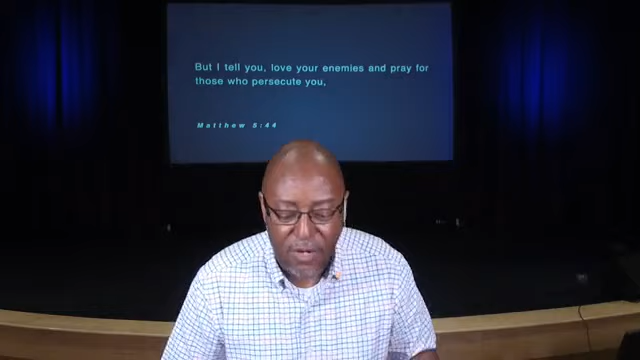 But I tell you, love your enemies and pray for
those who persecute you,
Matthew 5:44